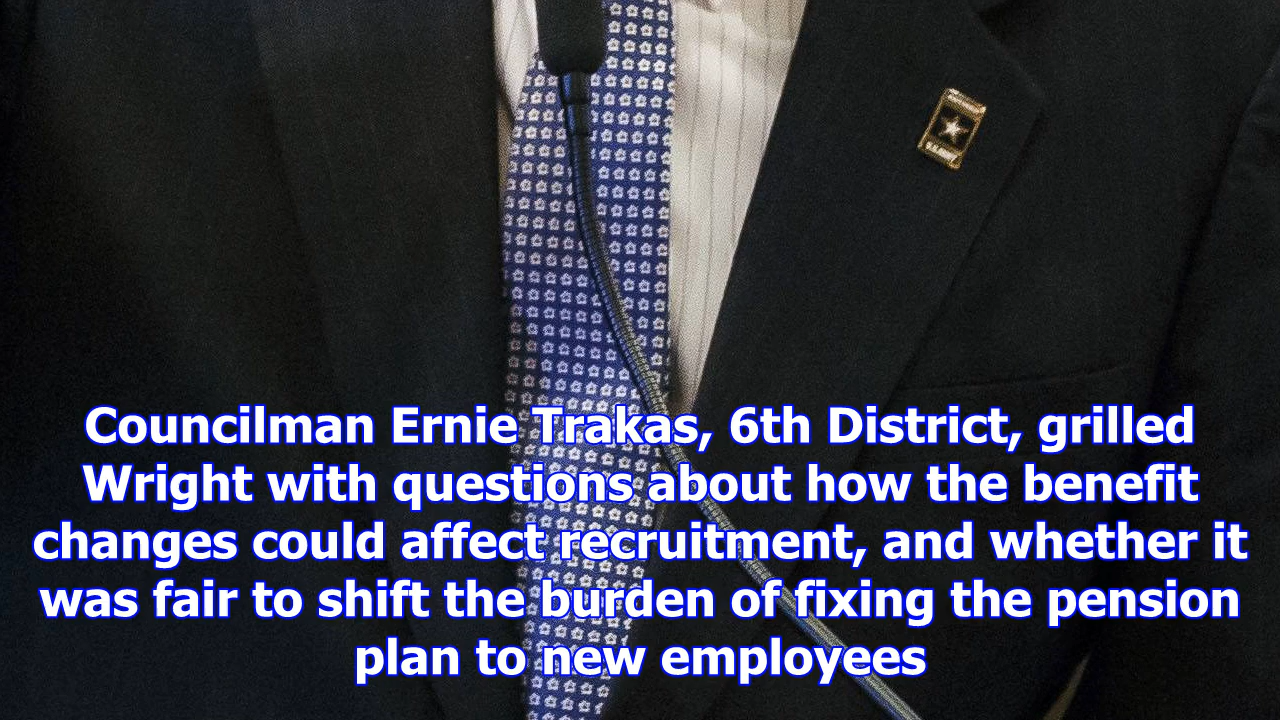 U.S. ARMY
Councilman Ernie Trakas, 6th District, grilled
Wright with questions about how the benefit
changes could affect recruitment, and whether it
was fair to shift the burden of fixing the pension
plan to new employees